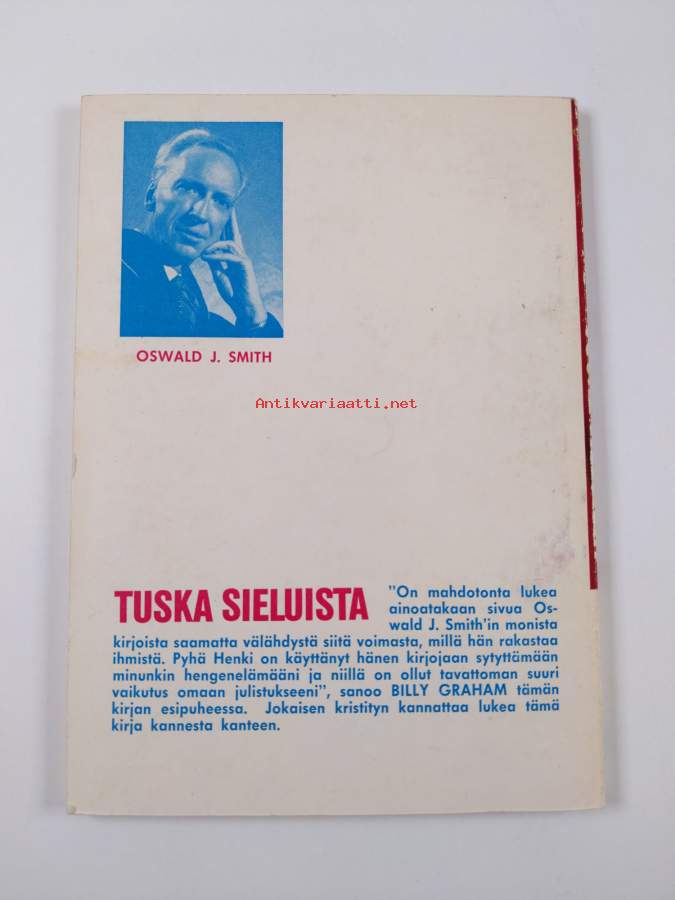 OSWALD J. SMITH
Antikvariaatti.net
TUSKA SIELUISTA
"On mahdotonta lukea
ainoatakaan sivua Os-
wald J. Smith'in monista
kirjoista saamatta välähdystä siitä voimasta, millä hän rakastaa
ihmistä. Pyhä Henki on käyttänyt hänen kirjojaan sytyttämään
minunkin hengenelämääni ja niillä on ollut tavattoman suuri
vaikutus omaan julistukseeni", sanoo BILLY GRAHAM tämän
kirjan esipuheessa. Jokaisen kristityn kannattaa lukea tämä
kirja kannesta kanteen.